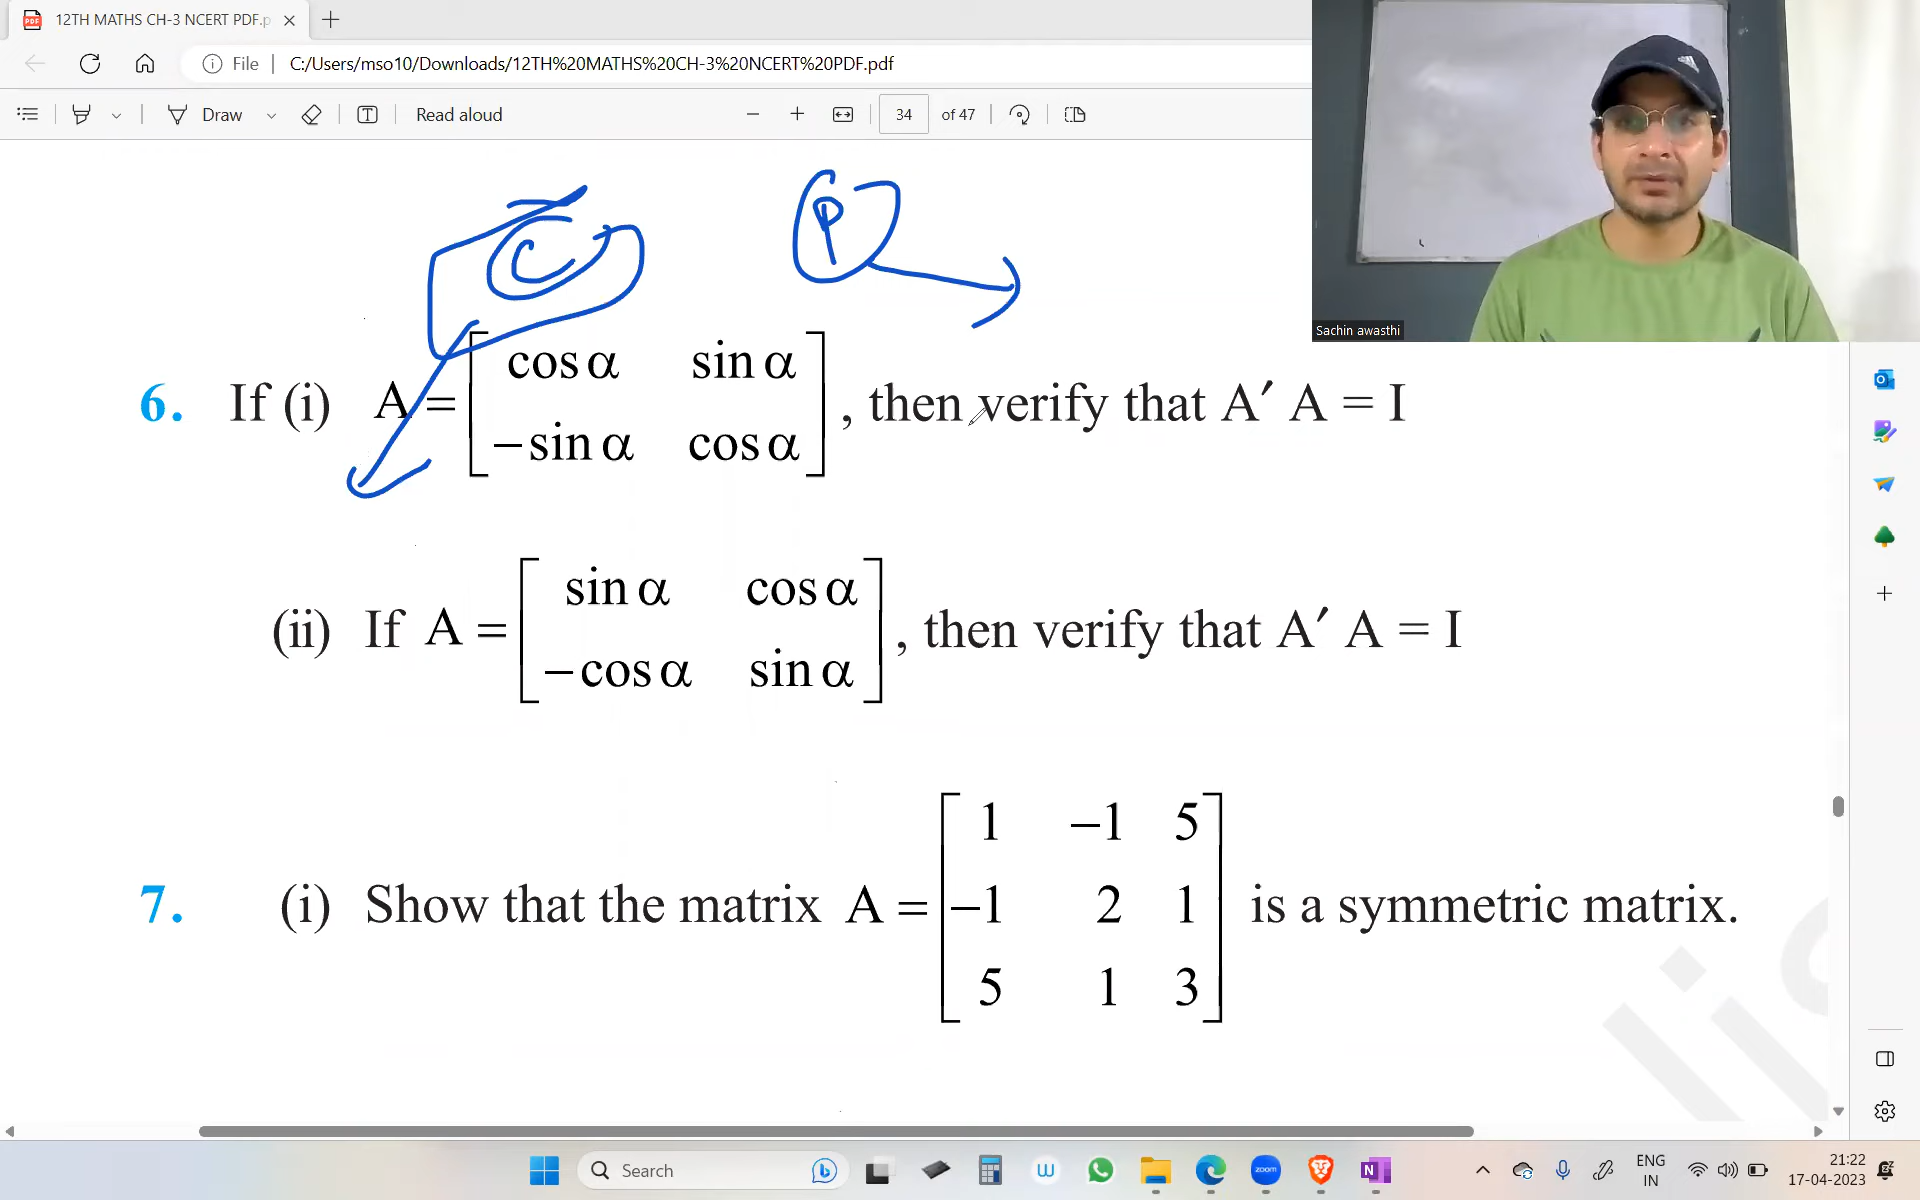 12TH MATHS CH-3 NCERT PDF.p
File C:/Users/mso10/Downloads/12TH%20MATHS%20CH-3%20NCERT%20PDF.pdf
Draw Read aloud 34 of 47
C P
Sachin awasthi
6. If (i) A = [ cos α sin α
−sin α cos α ], then verify that A′ A = I
(ii) If A = [ sin α cos α
−cos α sin α ], then verify that A′ A = I
7. (i) Show that the matrix A = [ 1 −1 5
−1 2 1
5 1 3 ] is a symmetric matrix.
Search
zoom
ENG
IN
21:22
17-04-2023